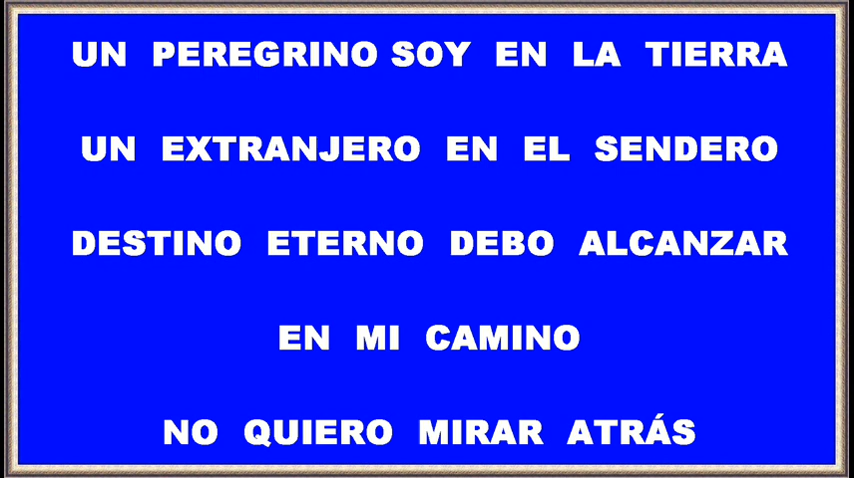 UN PEREGRINO SOY EN LA TIERRA
UN EXTRANJERO EN EL SENDERO
DESTINO ETERNO DEBO ALCANZAR
EN MI CAMINO
NO QUIERO MIRAR ATRÁS